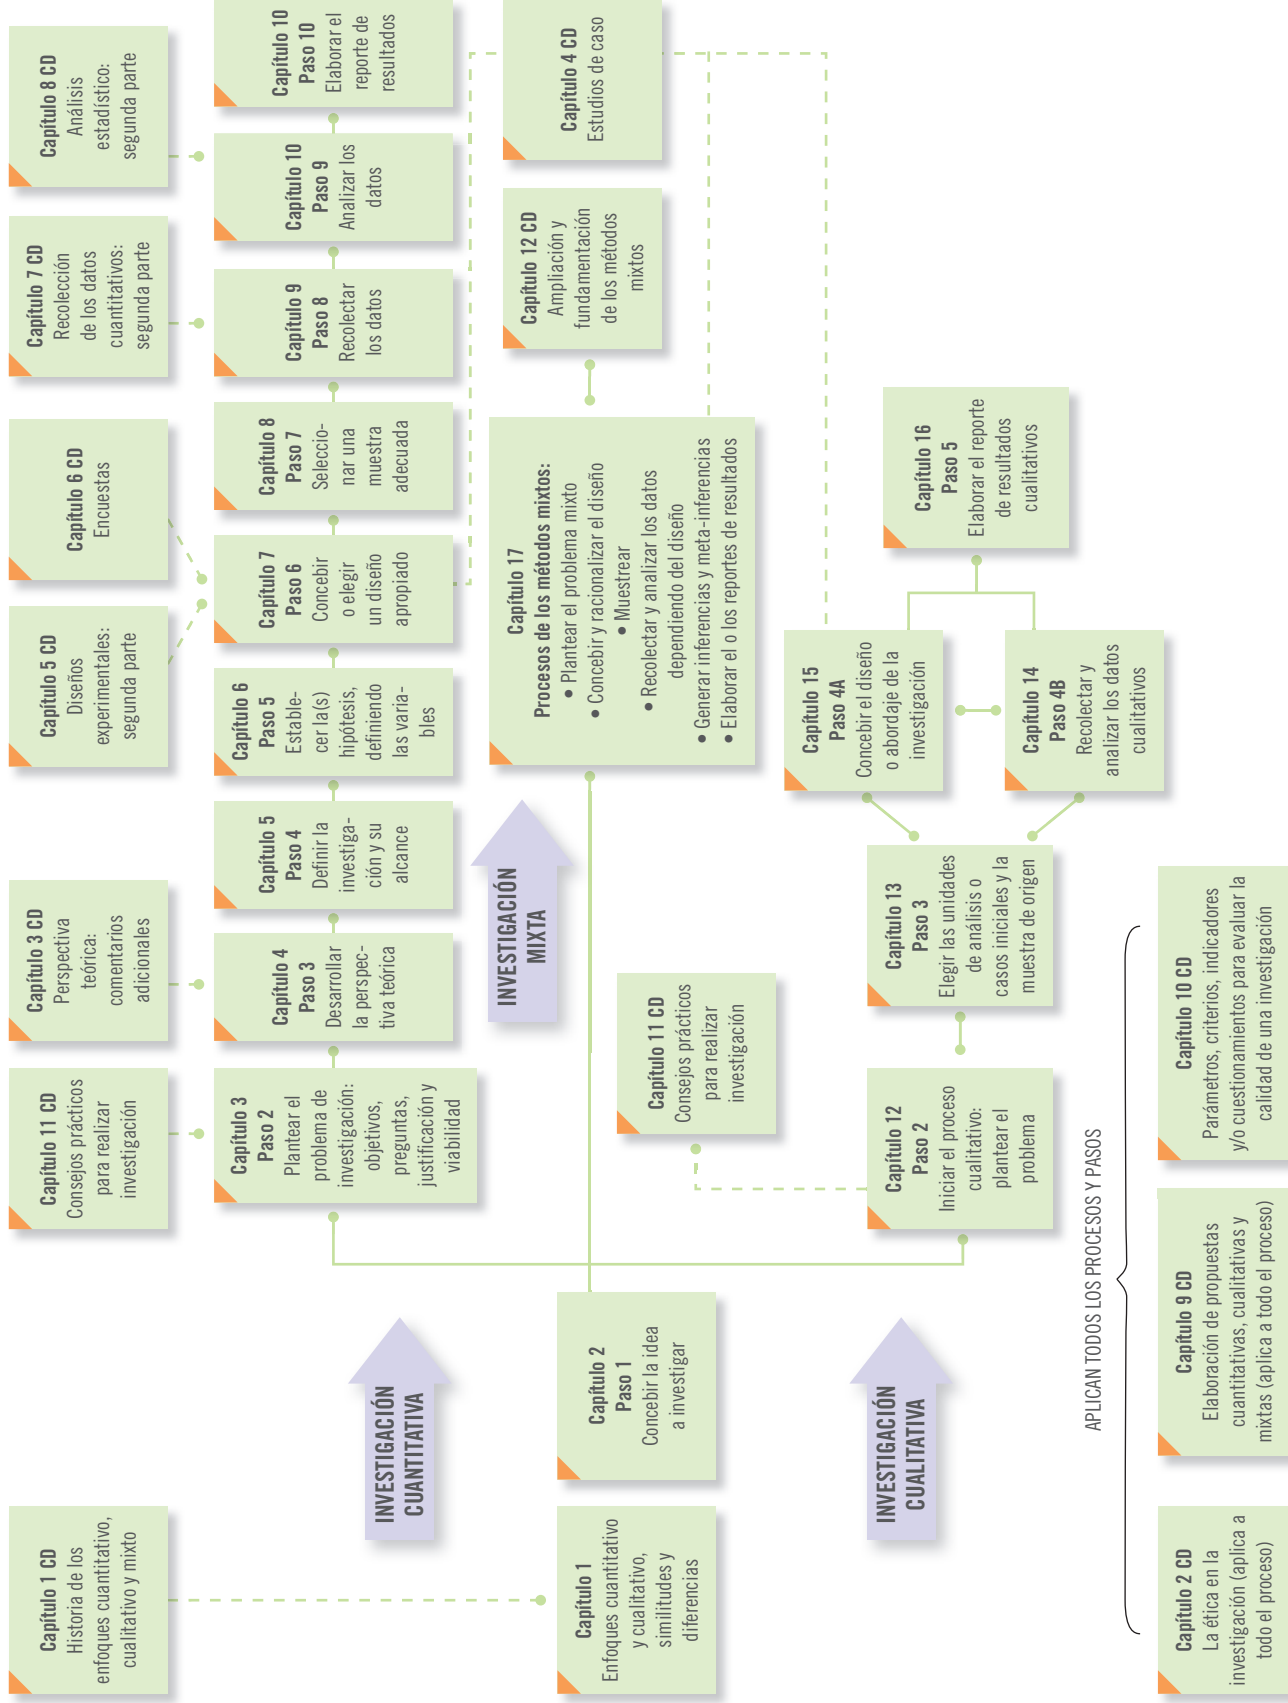 Capítulo 1 CD
Historia de los
enfoques cuantitativo,
cualitativo y mixto
Capítulo 11 CD
Consejos prácticos
para realizar
investigación
Capítulo 3 CD
Perspectiva
teórica:
comentarios
adicionales
Capítulo 5 CD
Diseños
experimentales:
segunda parte
Capítulo 6 CD
Encuestas
Capítulo 7 CD
Recolección
de los datos
cuantitativos:
segunda parte
Capítulo 8 CD
Análisis
estadístico:
segunda parte
Capítulo 3
Paso 2
Plantear el
problema de
investigación:
objetivos,
preguntas,
justificación y
viabilidad
Capítulo 4
Paso 3
Desarrollar
la perspec-
tiva teórica
Capítulo 5
Paso 4
Definir la
investiga-
ción y su
alcance
Capítulo 6
Paso 5
Estable-
cer la(s)
hipótesis,
definiendo
las varia-
bles
Capítulo 7
Paso 6
Concebir
o elegir
un diseño
apropiado
Capítulo 8
Paso 7
Seleccio-
nar una
muestra
adecuada
Capítulo 9
Paso 8
Recolectar
los datos
Capítulo 10
Paso 9
Analizar los
datos
Capítulo 10
Paso 10
Elaborar el
reporte de
resultados
INVESTIGACIÓN
CUANTITATIVA
INVESTIGACIÓN
MIXTA
Capítulo 17
Procesos de los métodos mixtos:
• Plantear el problema mixto
• Concebir y racionalizar el diseño
• Muestrear
• Recolectar y analizar los datos
dependiendo del diseño
• Generar inferencias y meta-inferencias
• Elaborar el o los reportes de resultados
Capítulo 12 CD
Ampliación y
fundamentación
de los métodos
mixtos
Capítulo 4 CD
Estudios de caso
Capítulo 1
Enfoques cuantitativo
y cualitativo,
similitudes y
diferencias
Capítulo 2
Paso 1
Concebir la idea
a investigar
Capítulo 11 CD
Consejos prácticos
para realizar
investigación
INVESTIGACIÓN
CUALITATIVA
Capítulo 12
Paso 2
Iniciar el proceso
cualitativo:
plantear el
problema
Capítulo 13
Paso 3
Elegir las unidades
de análisis o
casos iniciales y la
muestra de origen
Capítulo 15
Paso 4A
Concebir el diseño
o abordaje de la
investigación
Capítulo 14
Paso 4B
Recolectar y
analizar los datos
cualitativos
Capítulo 16
Paso 5
Elaborar el reporte
de resultados
cualitativos
APLICAN TODOS LOS PROCESOS Y PASOS
Capítulo 2 CD
La ética en la
investigación (aplica a
todo el proceso)
Capítulo 9 CD
Elaboración de propuestas
cuantitativas, cualitativas y
mixtas (aplica a todo el proceso)
Capítulo 10 CD
Parámetros, criterios, indicadores
y/o cuestionamientos para evaluar la
calidad de una investigación